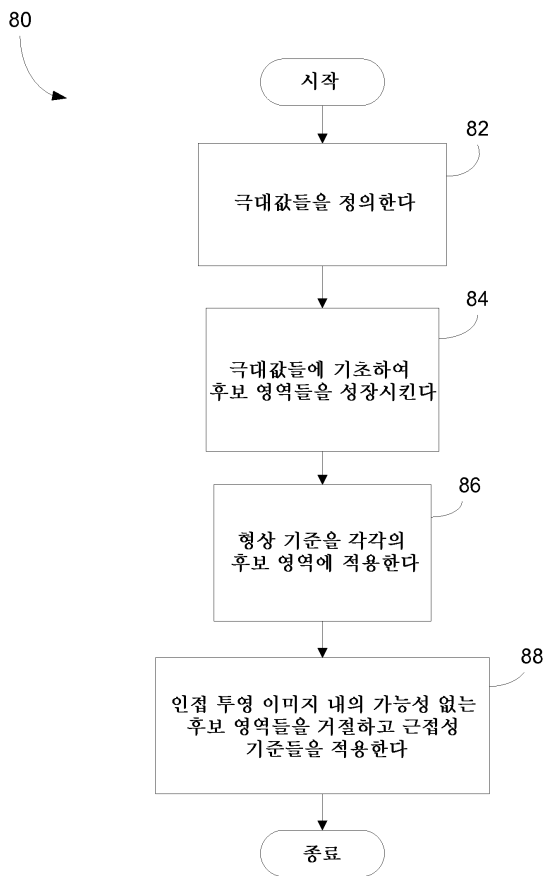 80
시작
82
극대값들을 정의한다
84
극대값들에 기초하여
후보 영역들을 성장시킨다
86
형상 기준을 각각의
후보 영역에 적용한다
88
인접 투영 이미지 내의 가능성 없는
후보 영역들을 거절하고 근접성
기준들을 적용한다
종료